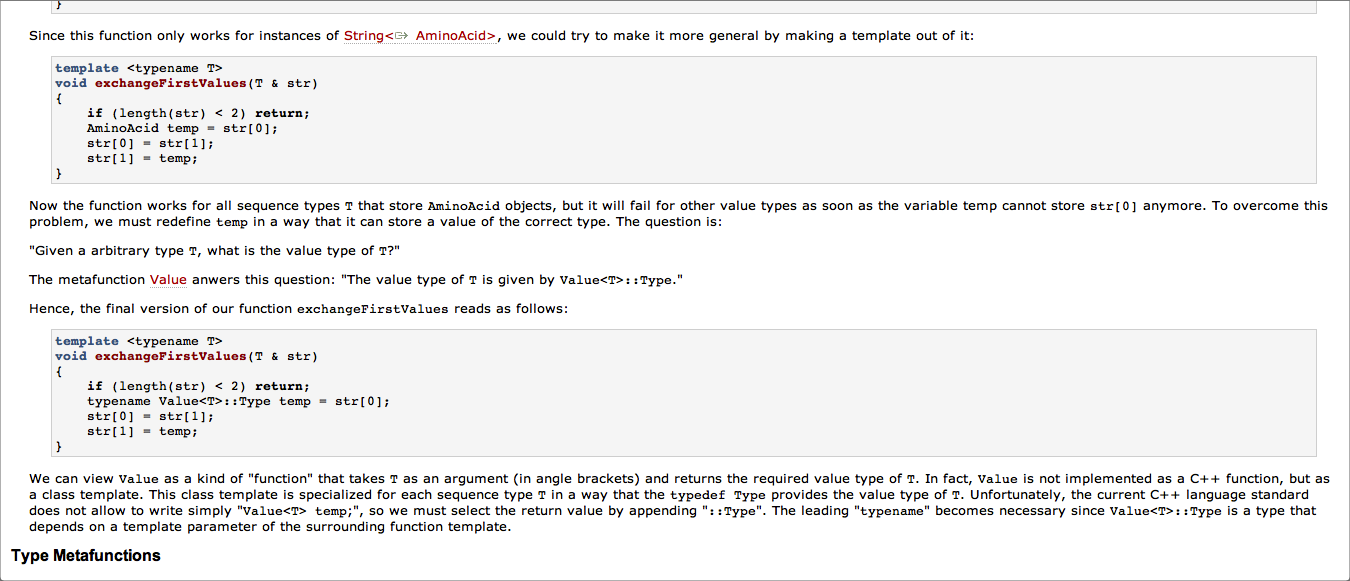 }
Since this function only works for instances of String< AminoAcid>, we could try to make it more general by making a template out of it:
template <typename T>
void exchangeFirstValues(T & str)
{
    if (length(str) < 2) return;
    AminoAcid temp = str[0];
    str[0] = str[1];
    str[1] = temp;
}
Now the function works for all sequence types T that store AminoAcid objects, but it will fail for other value types as soon as the variable temp cannot store str[0] anymore. To overcome this
problem, we must redefine temp in a way that it can store a value of the correct type. The question is:
"Given a arbitrary type T, what is the value type of T?"
The metafunction Value anwers this question: "The value type of T is given by Value<T>::Type."
Hence, the final version of our function exchangeFirstValues reads as follows:
template <typename T>
void exchangeFirstValues(T & str)
{
    if (length(str) < 2) return;
    typename Value<T>::Type temp = str[0];
    str[0] = str[1];
    str[1] = temp;
}
We can view Value as a kind of "function" that takes T as an argument (in angle brackets) and returns the required value type of T. In fact, Value is not implemented as a C++ function, but as
a class template. This class template is specialized for each sequence type T in a way that the typedef Type provides the value type of T. Unfortunately, the current C++ language standard
does not allow to write simply "Value<T> temp;", so we must select the return value by appending "::Type". The leading "typename" becomes necessary since Value<T>::Type is a type that
depends on a template parameter of the surrounding function template.
Type Metafunctions